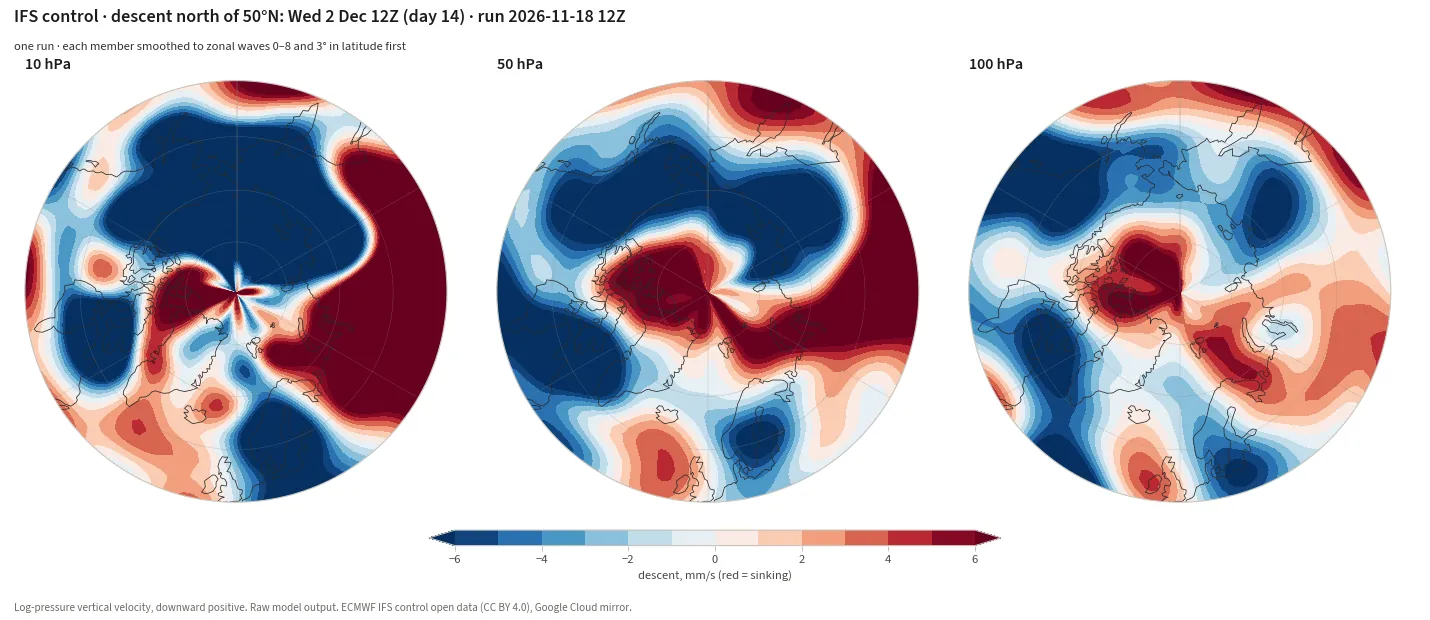 IFS control · descent north of 50°N: Wed 2 Dec 12Z (day 14) · run 2026-11-18 12Z
one run · each member smoothed to zonal waves 0–8 and 3° in latitude first
10 hPa
50 hPa
100 hPa
−6
−4
−2
0
2
4
6
descent, mm/s (red = sinking)
Log-pressure vertical velocity, downward positive. Raw model output. ECMWF IFS control open data (CC BY 4.0), Google Cloud mirror.